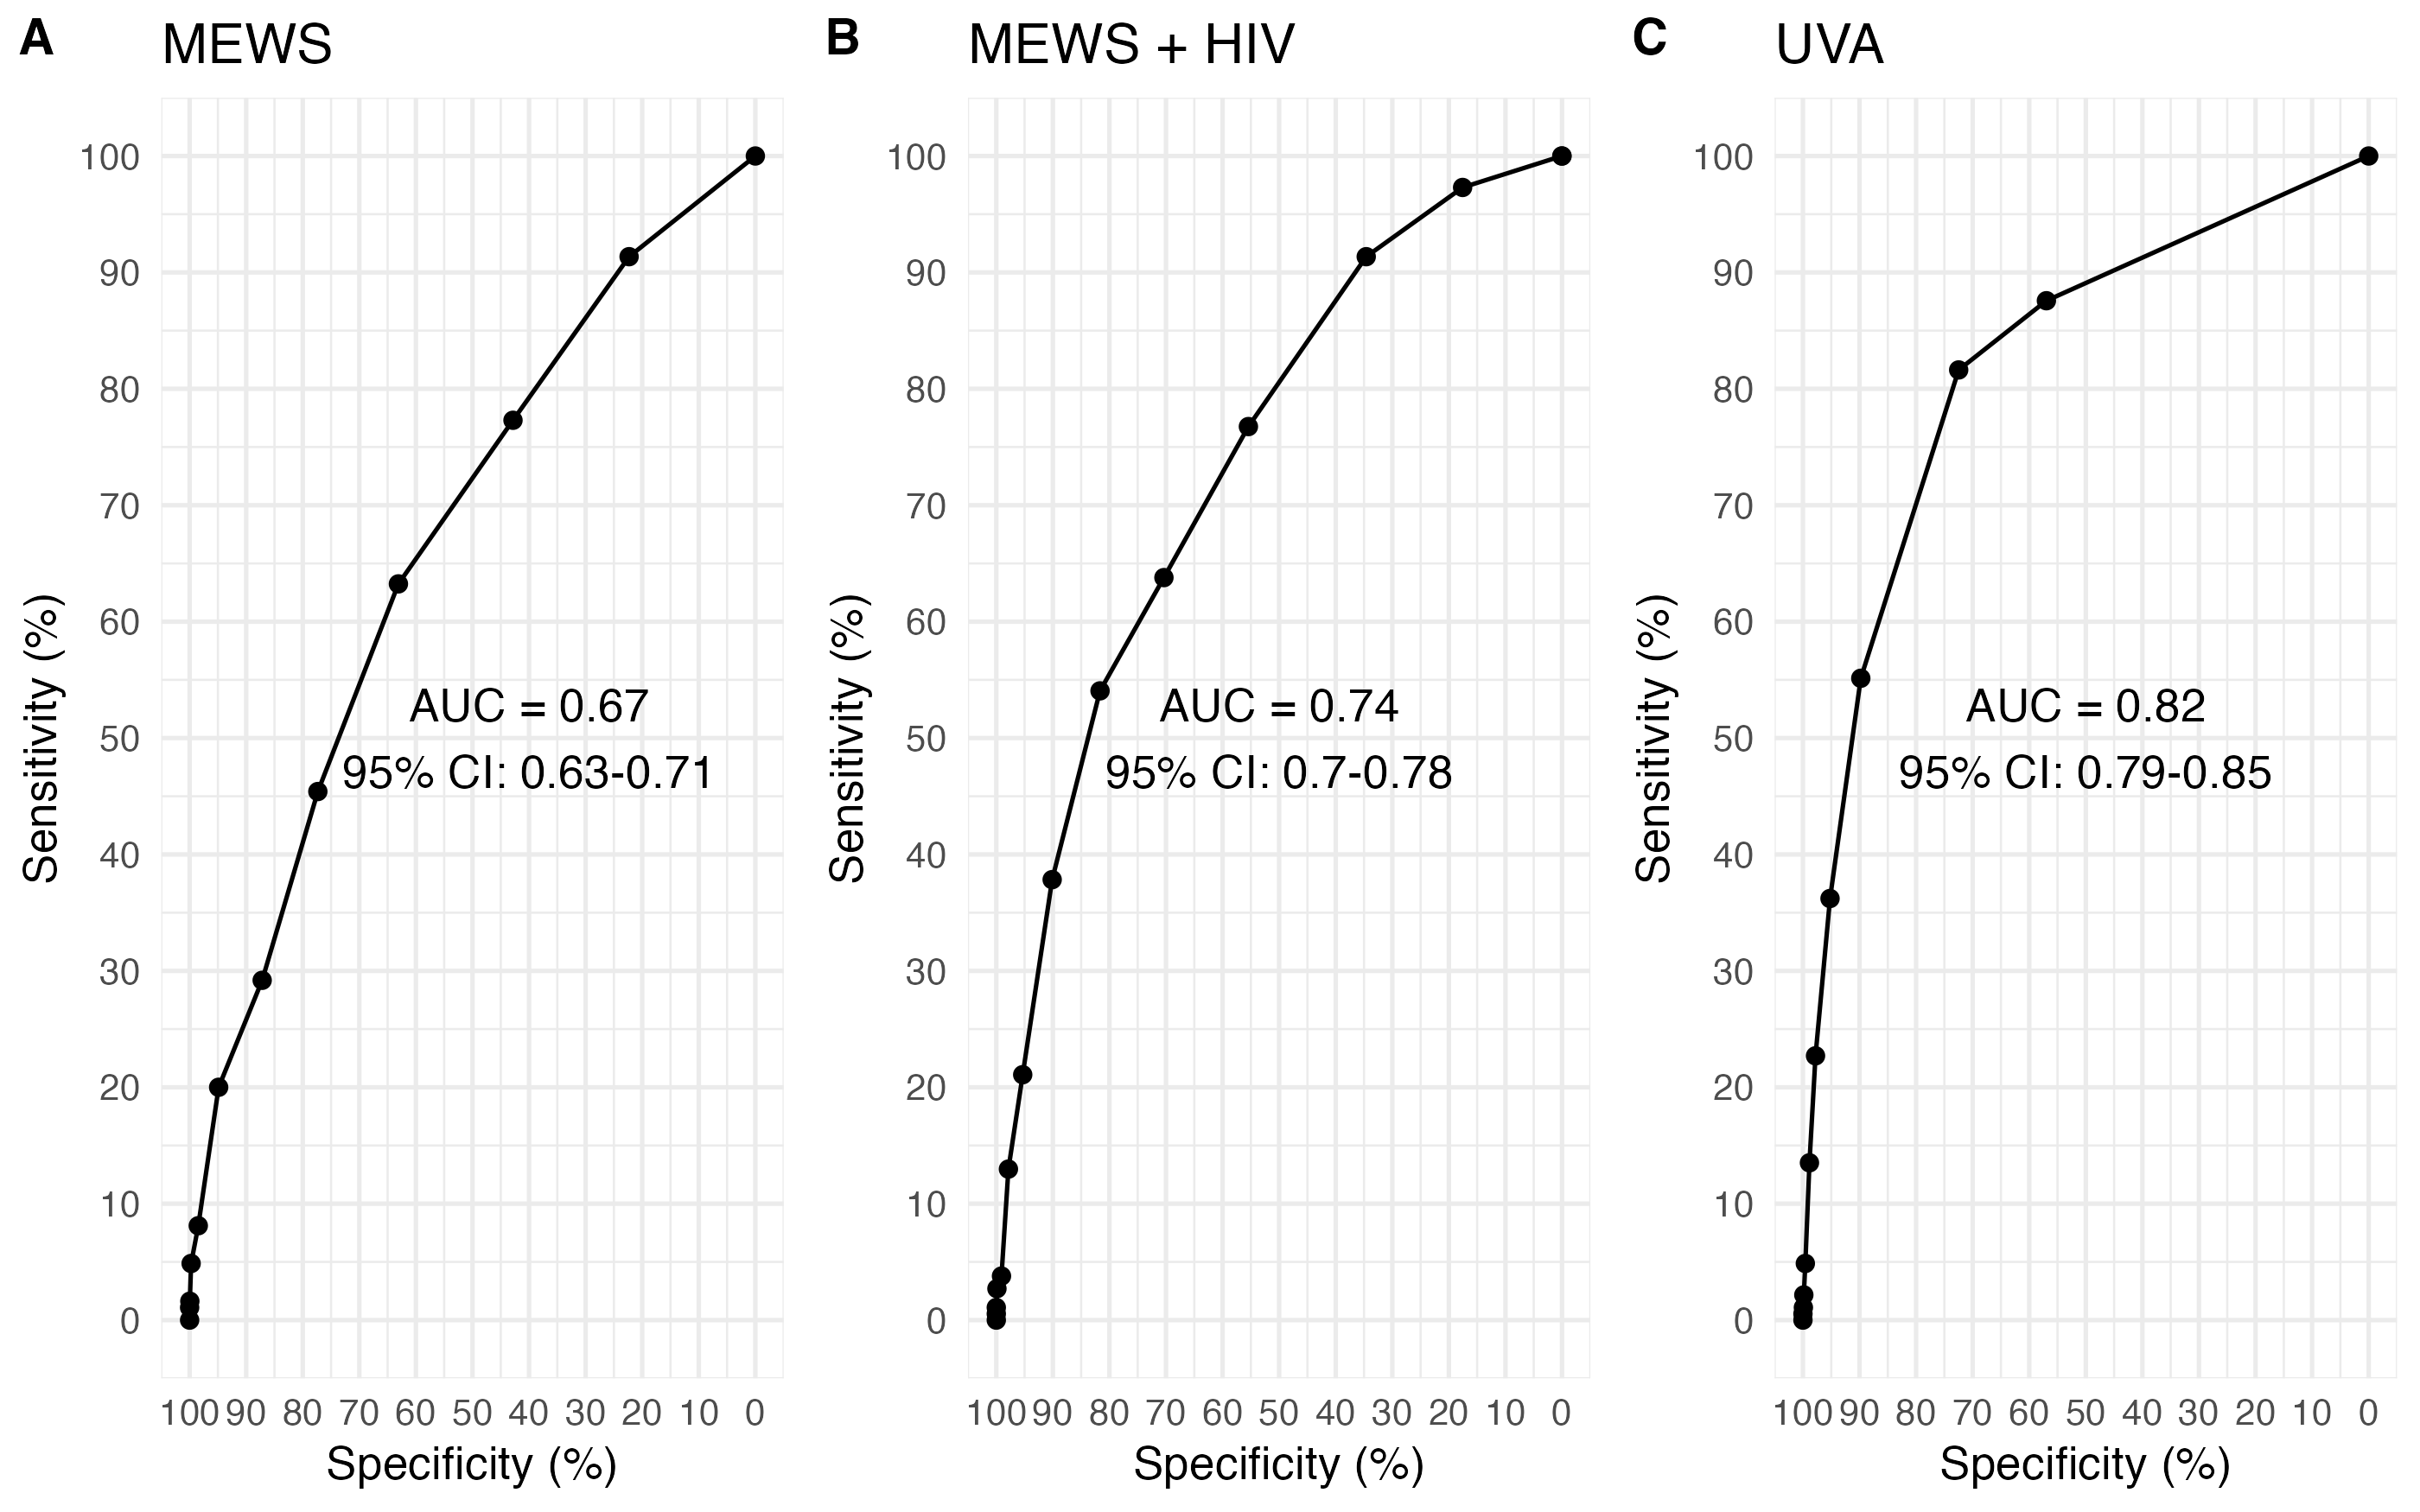 A MEWS
100
90
80
70
60
50
40
30
20
10
0
Sensitivity (%)
AUC = 0.67
95% CI: 0.63-0.71
100 90 80 70 60 50 40 30 20 10 0
Specificity (%)
B MEWS + HIV
100
90
80
70
60
50
40
30
20
10
0
Sensitivity (%)
AUC = 0.74
95% CI: 0.7-0.78
100 90 80 70 60 50 40 30 20 10 0
Specificity (%)
C UVA
100
90
80
70
60
50
40
30
20
10
0
Sensitivity (%)
AUC = 0.82
95% CI: 0.79-0.85
100 90 80 70 60 50 40 30 20 10 0
Specificity (%)